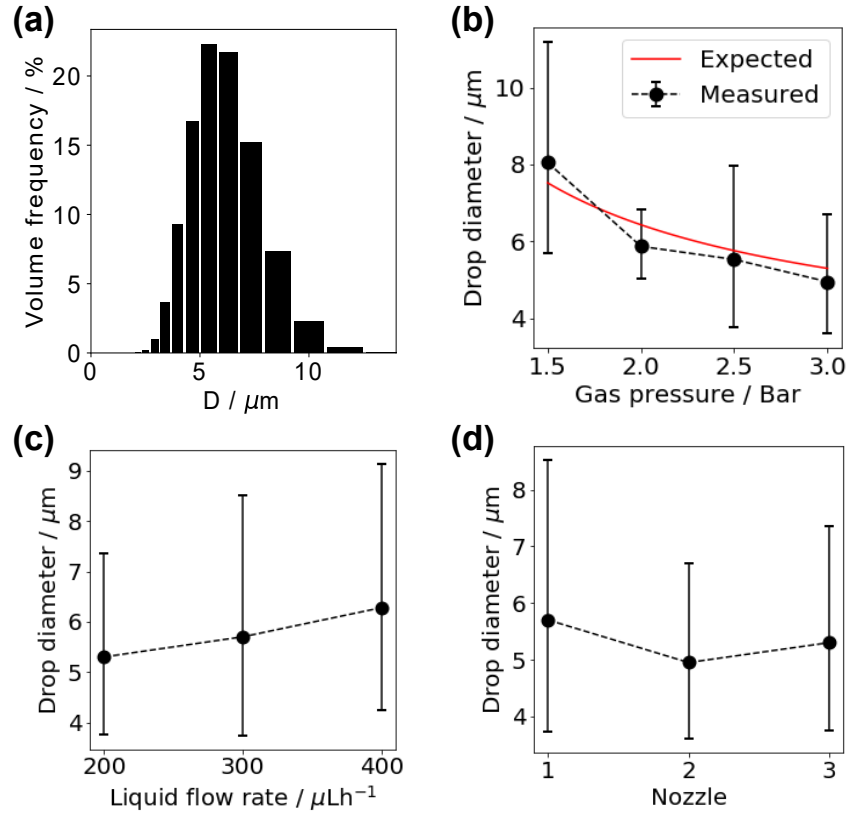 (a)
Volume frequency / %
20
15
10
5
0
0 5 10
D / μm
(b)
Drop diameter / μm
10
8
6
4
Expected
Measured
1.5 2.0 2.5 3.0
Gas pressure / Bar
(c)
Drop diameter / μm
9
8
7
6
5
4
200 300 400
Liquid flow rate / μLh⁻¹
(d)
Drop diameter / μm
8
7
6
5
4
1 2 3
Nozzle